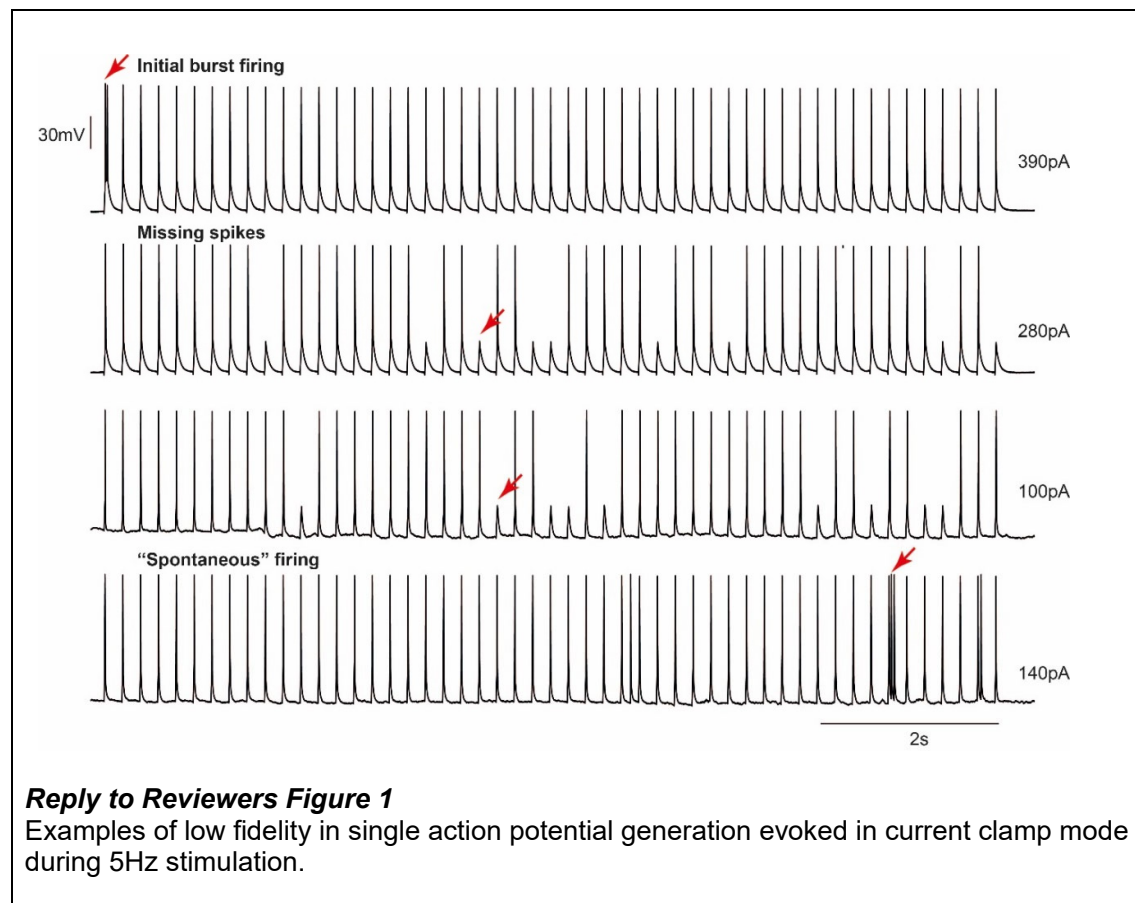 Initial burst firing
30mV
390pA
Missing spikes
280pA
100pA
“Spontaneous” firing
140pA
2s
Reply to Reviewers Figure 1
Examples of low fidelity in single action potential generation evoked in current clamp mode
during 5Hz stimulation.